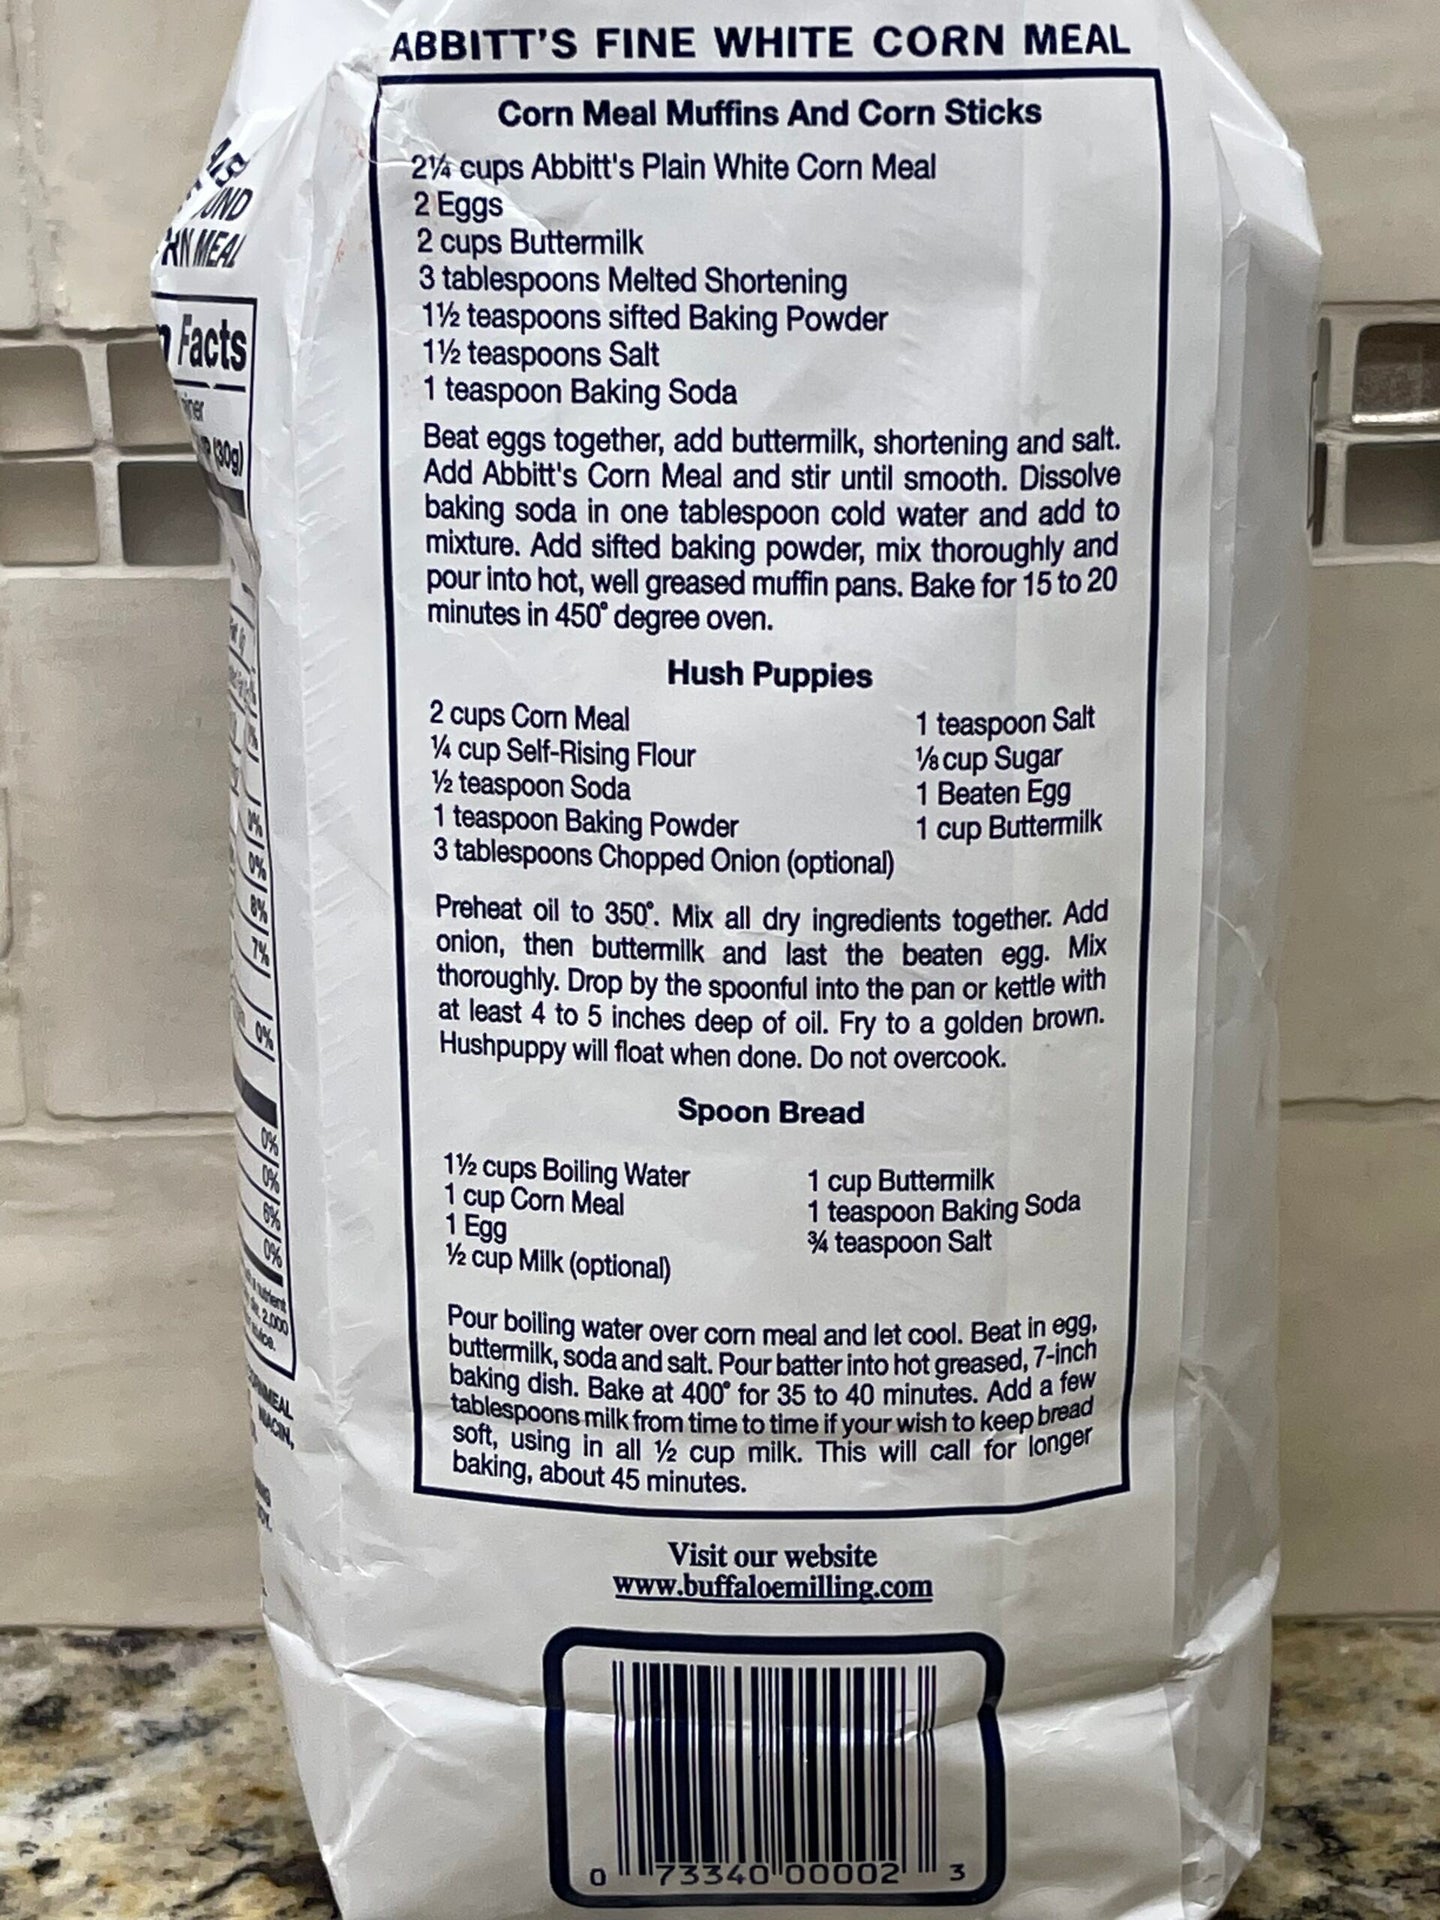 ABBITT'S FINE WHITE CORN MEAL
Corn Meal Muffins And Corn Sticks
2¼ cups Abbitt's Plain White Corn Meal
2 Eggs
2 cups Buttermilk
3 tablespoons Melted Shortening
1½ teaspoons sifted Baking Powder
1½ teaspoons Salt
1 teaspoon Baking Soda
Beat eggs together, add buttermilk, shortening and salt.
Add Abbitt's Corn Meal and stir until smooth. Dissolve
baking soda in one tablespoon cold water and add to
mixture. Add sifted baking powder, mix thoroughly and
pour into hot, well greased muffin pans. Bake for 15 to 20
minutes in 450° degree oven.
Hush Puppies
2 cups Corn Meal
¼ cup Self-Rising Flour
½ teaspoon Soda
1 teaspoon Baking Powder
3 tablespoons Chopped Onion (optional)
1 teaspoon Salt
⅛ cup Sugar
1 Beaten Egg
1 cup Buttermilk
Preheat oil to 350°. Mix all dry ingredients together. Add
onion, then buttermilk and last the beaten egg. Mix
thoroughly. Drop by the spoonful into the pan or kettle with
at least 4 to 5 inches deep of oil. Fry to a golden brown.
Hushpuppy will float when done. Do not overcook.
Spoon Bread
1½ cups Boiling Water
1 cup Corn Meal
1 Egg
½ cup Milk (optional)
1 cup Buttermilk
1 teaspoon Baking Soda
¾ teaspoon Salt
Pour boiling water over corn meal and let cool. Beat in egg,
buttermilk, soda and salt. Pour batter into hot greased, 7-inch
baking dish. Bake at 400° for 35 to 40 minutes. Add a few
tablespoons milk from time to time if your wish to keep bread
soft, using in all ½ cup milk. This will call for longer
baking, about 45 minutes.
Visit our website
www.buffaloemilling.com
0 73340 00002 3
MEAL
Facts
(30g)
0%
0%
8%
7%
0%
0%
0%
6%
0%
2,000
NIACIN,